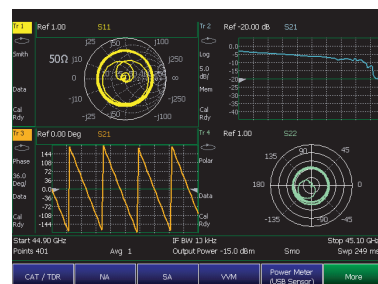 Tr 1 Ref 1.00 S11
Smith
50Ω
j10
j25
j50
j100
j250
∞
-j250
-j100
-j25
-j10
0
Data
Cal
Rdy
Tr 2 Ref -20.00 dB S21
Log
5.0
dB/
Mem
Cal
Rdy
0.0
-5
-10
-15
-20
-25
-30
-35
-40
Tr 3 Ref 0.00 Deg S21
Phase
36.0
Deg/
Data
Cal
Rdy
144
108
72
36
0.0
-36
-72
-108
-144
Tr 4 Ref 1.00 S22
Polar
Data
Cal
Rdy
135
90
45
180
0
-135
-45
Start 44.90 GHz IF BW 10 kHz Stop 45.10 GHz
Points 401 Avg 1 Output Power -15.0 dBm Smo Swp 249 ms
CAT / TDR
NA
SA
VVM
Power Meter
(USB Sensor)
More